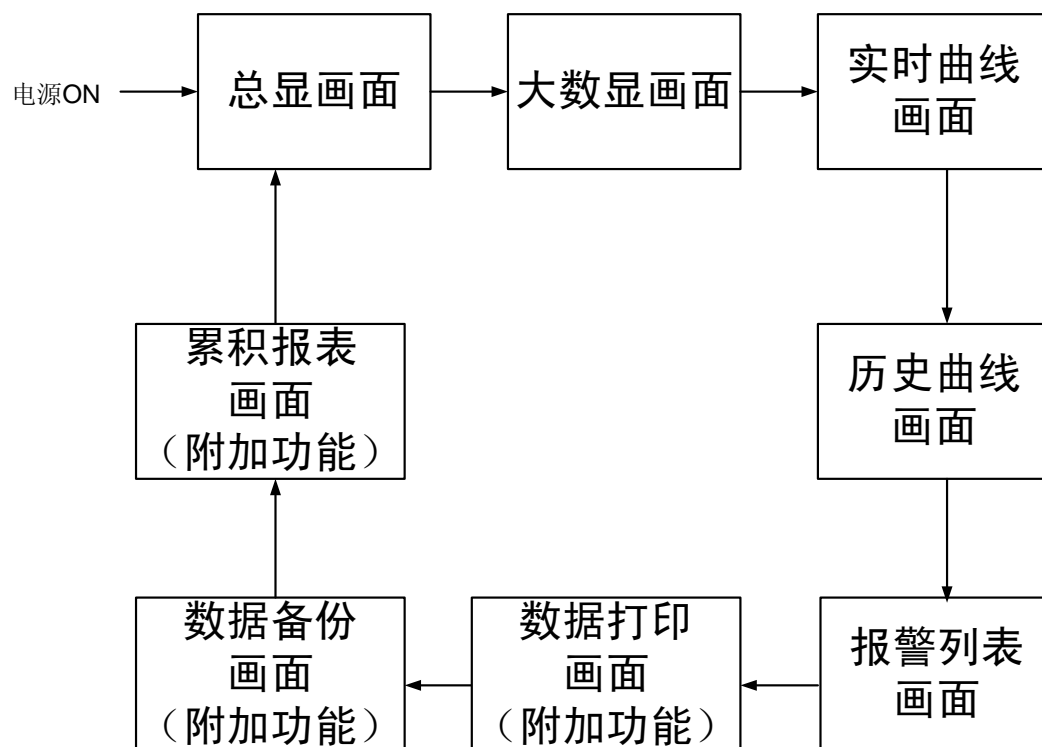 电源ON
总显画面
大数显画面
实时曲线
画面
历史曲线
画面
报警列表
画面
数据打印
画面
（附加功能）
数据备份
画面
（附加功能）
累积报表
画面
（附加功能）